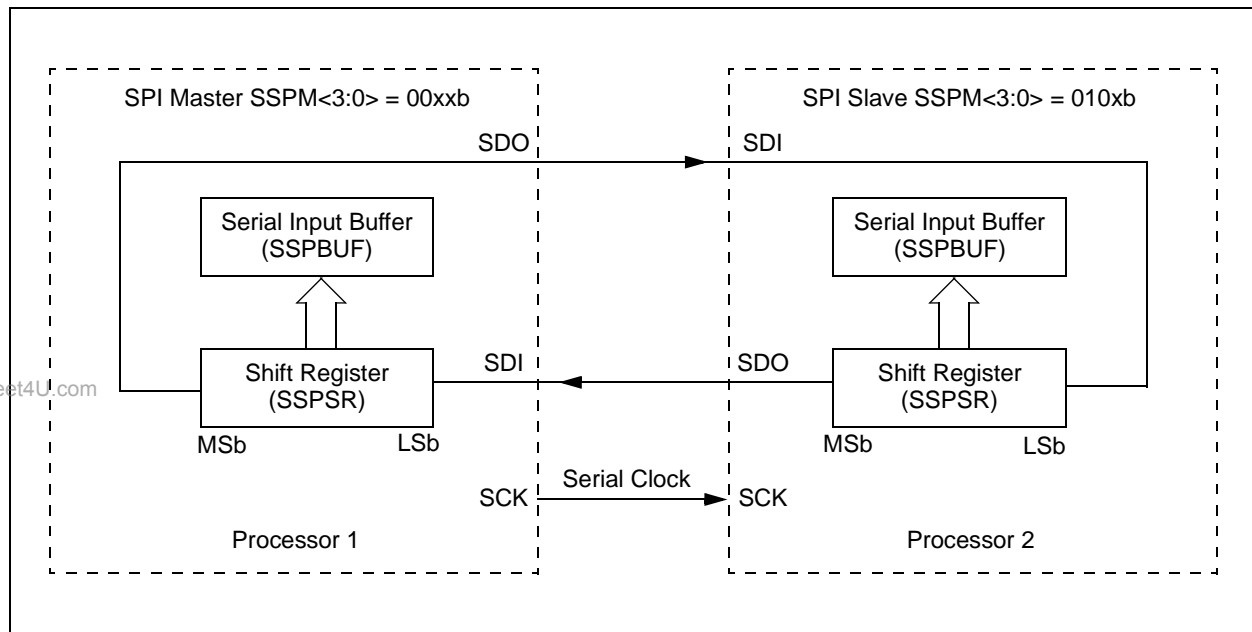 SPI Master SSPM<3:0> = 00xxb
SPI Slave SSPM<3:0> = 010xb
SDO
SDI
Serial Input Buffer
(SSPBUF)
Serial Input Buffer
(SSPBUF)
Shift Register
(SSPSR)
SDI
SDO
Shift Register
(SSPSR)
eet4U.com
MSb
LSb
MSb
LSb
SCK
Serial Clock
SCK
Processor 1
Processor 2